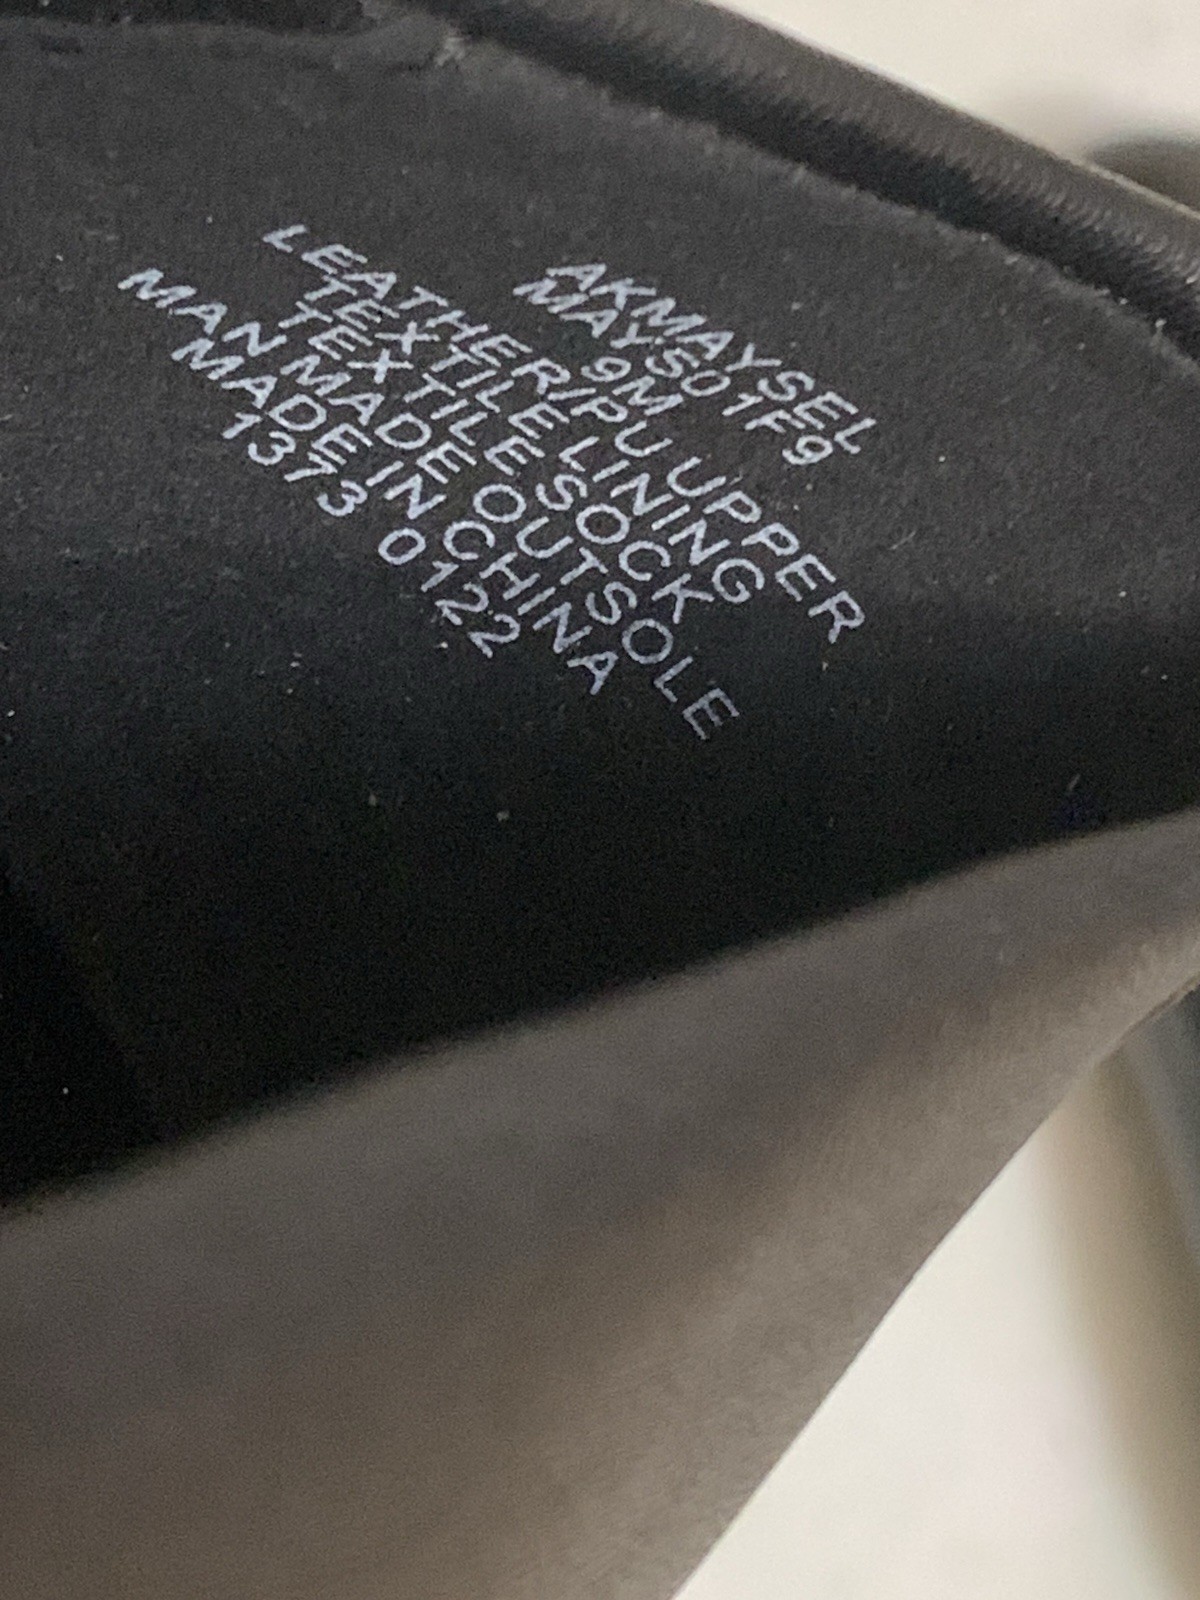 AKMAYSEL
MAYS01F9
9M
LEATHER/PU UPPER
TEXTILE LINING
TEXTILE SOCK
MAN MADE OUTSOLE
MADE IN CHINA
1373 0122